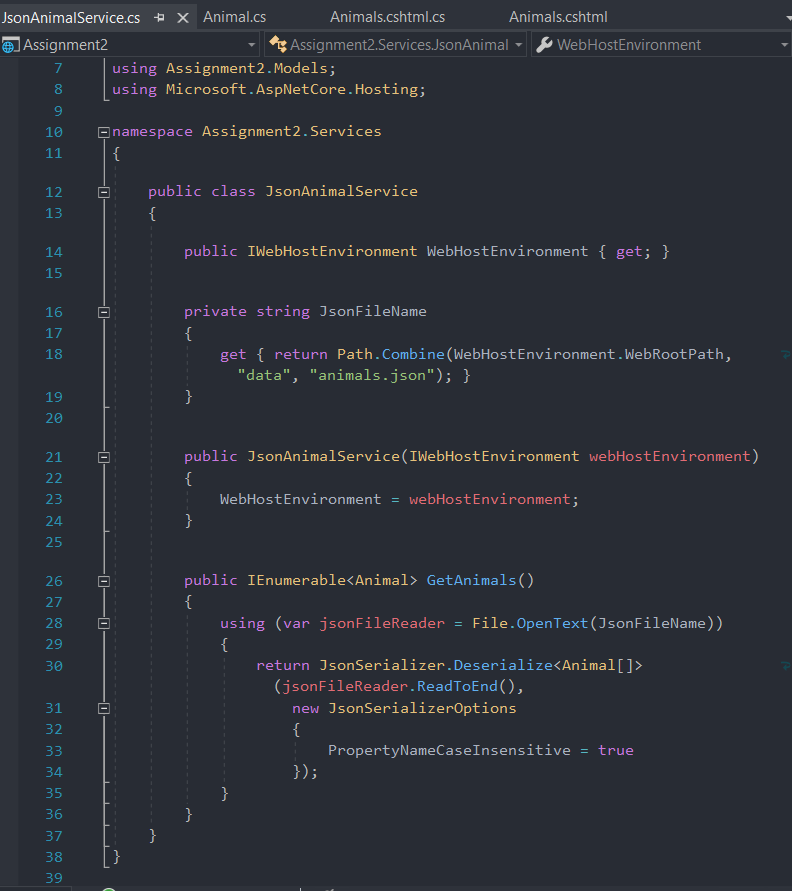 JsonAnimalService.cs Animal.cs Animals.cshtml.cs Animals.cshtml
Assignment2 Assignment2.Services.JsonAnimal WebHostEnvironment
7 using Assignment2.Models;
8 using Microsoft.AspNetCore.Hosting;
9
10 namespace Assignment2.Services
11 {
12 public class JsonAnimalService
13 {
14 public IWebHostEnvironment WebHostEnvironment { get; }
15
16 private string JsonFileName
17 {
18 get { return Path.Combine(WebHostEnvironment.WebRootPath,
"data", "animals.json"); }
19 }
20
21 public JsonAnimalService(IWebHostEnvironment webHostEnvironment)
22 {
23 WebHostEnvironment = webHostEnvironment;
24 }
25
26 public IEnumerable<Animal> GetAnimals()
27 {
28 using (var jsonFileReader = File.OpenText(JsonFileName))
29 {
30 return JsonSerializer.Deserialize<Animal[]>
(jsonFileReader.ReadToEnd(),
31 new JsonSerializerOptions
32 {
33 PropertyNameCaseInsensitive = true
34 });
35 }
36 }
37 }
38 }
39